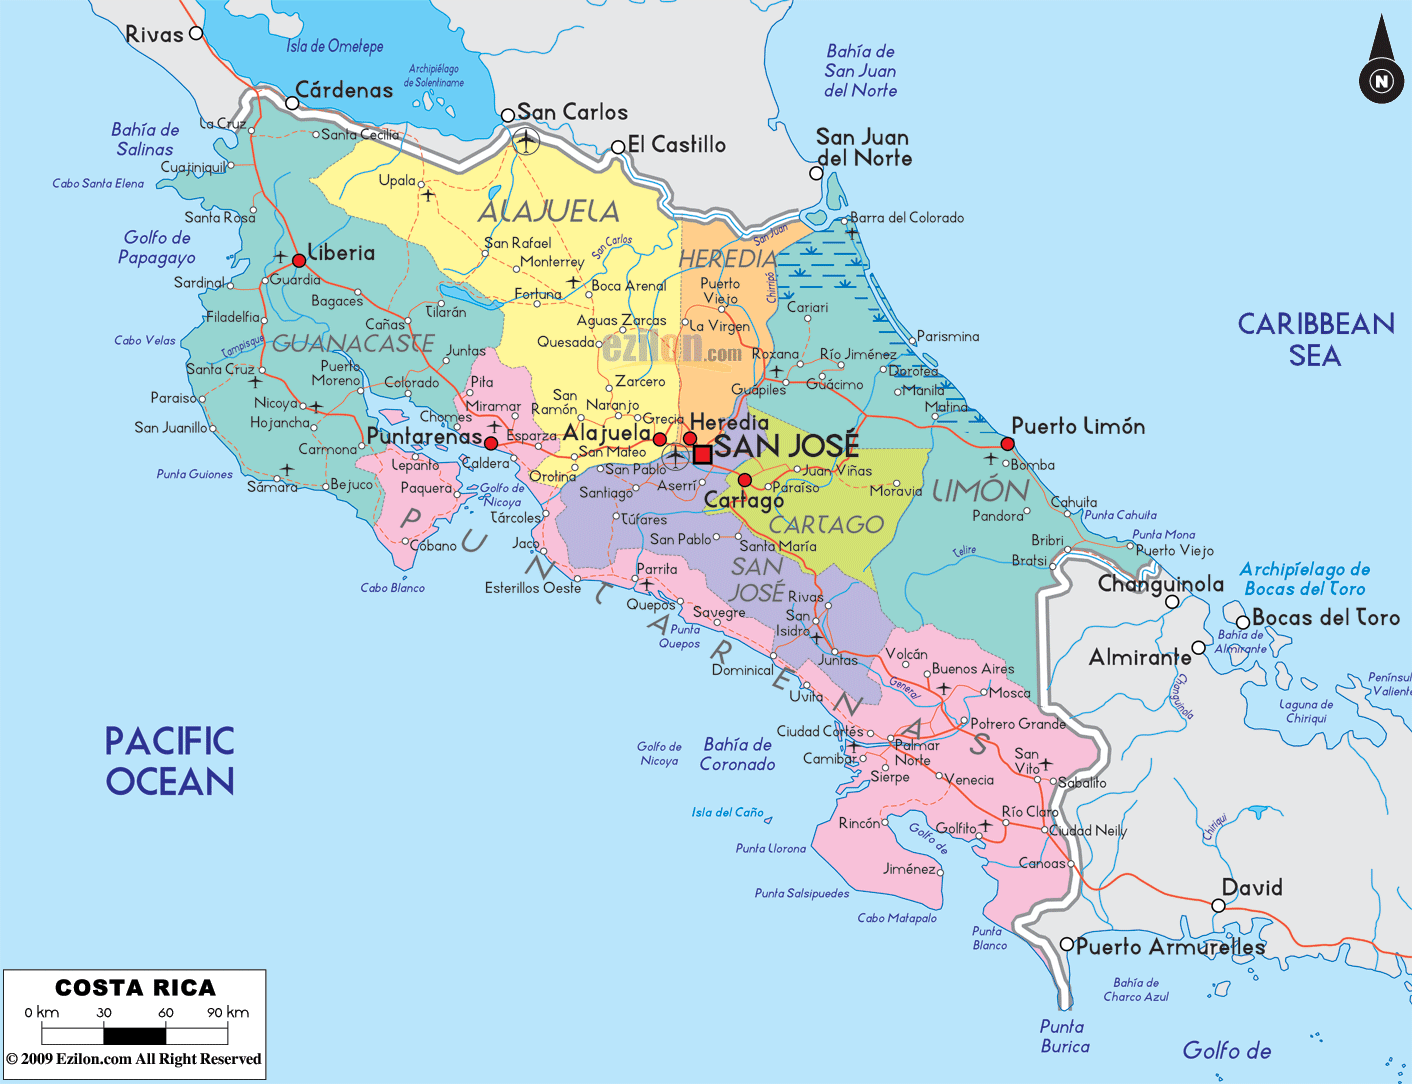 Rivas
Isla de Ometepe
Cárdenas
Archipiélago
de Solentiname
San Carlos
El Castillo
Bahía de
San Juan
del Norte
San Juan
del Norte
N
La Cruz
Santa Cecilia
Bahía de
Salinas
Cuajiniquil
Cabo Santa Elena
Upala
ALAJUELA
Santa Rosa
Barra del Colorado
Golfo de
Papagayo
Liberia
San Rafael
San Carlos
San Juan
Monterrey
HEREDIA
Sardinal
Guardia
Bagaces
Fortuna
Boca Arenal
Puerto
Viejo
Chirripó
Tilarán
Filadelfia
Cañas
Aguas Zarcas
La Virgen
Cariari
Parismina
CARIBBEAN
SEA
Cabo Velas
Tampisque
GUANACASTE
Juntas
Quesada
ezilon.com
Roxana
Río Jiménez
Santa Cruz
Puerto
Moreno
Colorado
Pita
Zarcero
Guápiles
Guácimo
Dorotea
Manila
Paraiso
Nicoya
Miramar
San
Ramón
Naranjo
Grecia
Matina
San Juanillo
Hojancha
Chomes
Puntarenas
Esparza
Alajuela
Heredia
SAN JOSÉ
Puerto Limón
Carmona
Lepanto
Caldera
San Mateo
Orotina
San Pablo
Juan Viñas
Bomba
Punta Guiones
Sámara
Bejuco
Paquera
Golfo de
Nicoya
Santiago
Aserrí
Cartago
Paraíso
Moravia
LIMÓN
Cahuita
Tárcoles
Túfares
CARTAGO
Pandora
Punta Cahuita
Cóbano
Jaco
San Pablo
Santa María
Telire
Bribri
Punta Mona
Puerto Viejo
Bratsi
Cabo Blanco
Esterillos Oeste
Parrita
SAN
JOSÉ
Changuinola
Archipíelago de
Bocas del Toro
Quepos
Savegre
Rivas
San
Isidro
Bocas del Toro
Punta
Quepos
Almirante
Bahía de
Almirante
PUNTARENAS
Dominical
Juntas
Volcán
Buenos Aires
Changuinola
Uvita
General
Mosca
Laguna de
Chiriqui
Penínsul
Valiente
PACIFIC
OCEAN
Ciudad Cortés
Potrero Grande
Golfo de
Nicoya
Bahía de
Coronado
Camibar
Palmar
Norte
San
Vito
Sierpe
Venecia
Sabalito
Isla del Caño
Rincón
Golfo de
Golfito
Río Claro
Ciudad Neily
Chiriqui
Punta Llorona
Jiménez
Canoas
Punta Salsipuedes
David
Cabo Matapalo
Punta
Blanco
Puerto Armurelles
Bahía de
Charco Azul
Punta
Burica
Golfo de
COSTA RICA
0 km 30 60 90 km
© 2009 Ezilon.com All Right Reserved